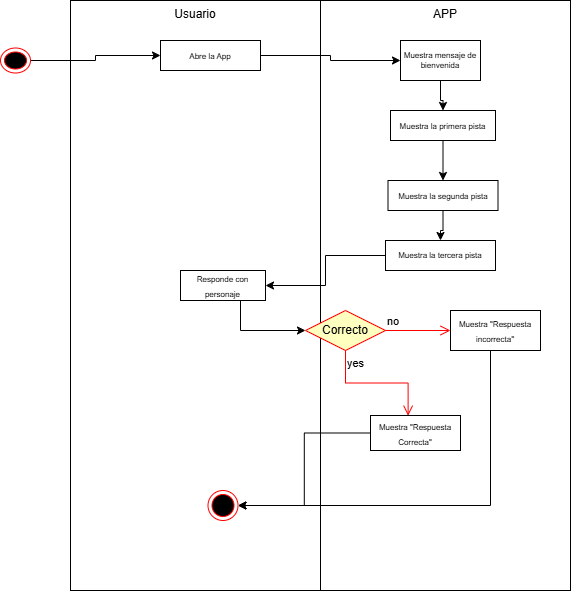 Usuario
APP
Abre la App
Muestra mensaje de
bienvenida
Muestra la primera pista
Muestra la segunda pista
Muestra la tercera pista
Responde con
personaje
Correcto
no
Muestra "Respuesta
incorrecta"
yes
Muestra "Respuesta
Correcta"